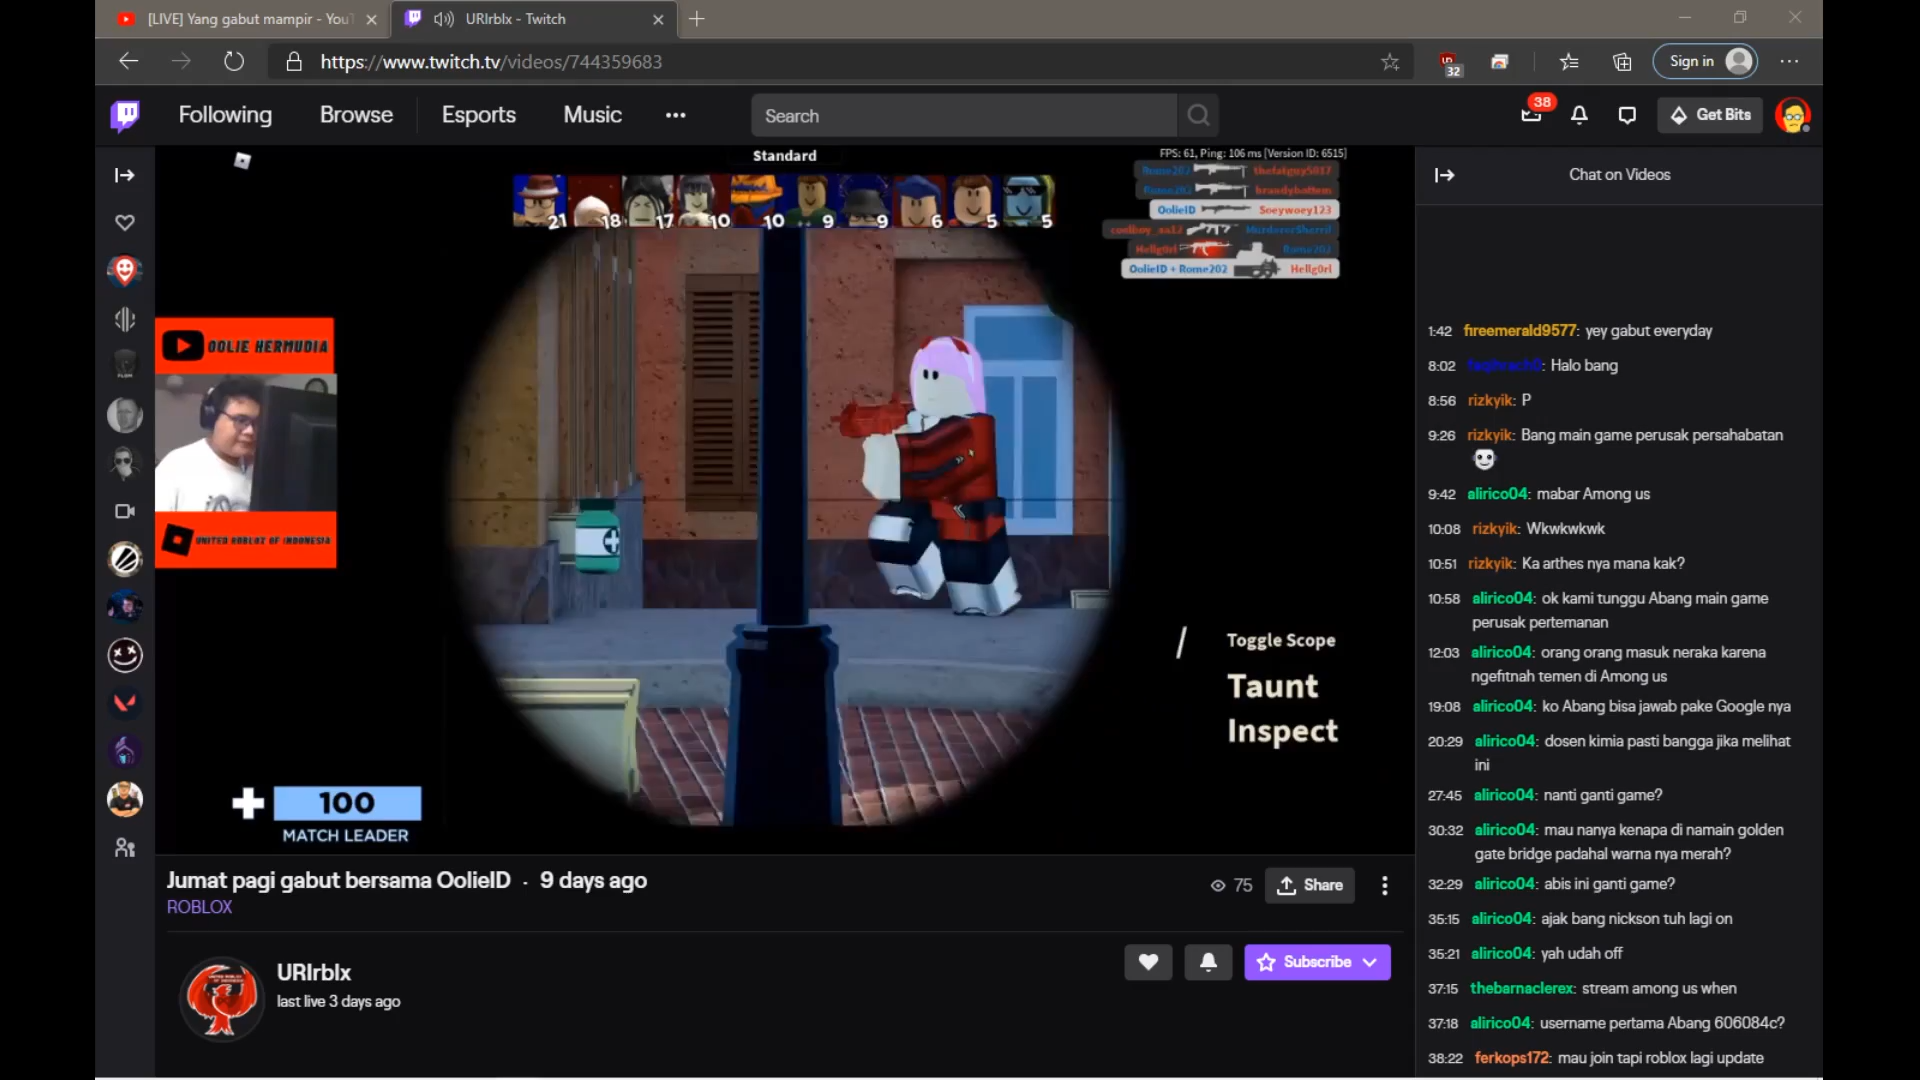 [LIVE] Yang gabut mampir - YouT
URIrblx - Twitch
https://www.twitch.tv/videos/744359683
32
Sign in
Following
Browse
Esports
Music
Search
38
Get Bits
Standard
FPS: 61, Ping: 106 ms [Version ID: 6515]
21 18 17 10 10 9 9 6 5 5
Rome202 thefatguy5017
Rome202 brandybottem
OolieID Soeywoey123
coolboy_aa12 MurdererSherril
Hellg0rl Rome202
OolieID + Rome202 Hellg0rl
OOLIE HERMUDIA
UNITED ROBLOX OF INDONESIA
/ Toggle Scope
Taunt
Inspect
100
MATCH LEADER
Jumat pagi gabut bersama OolieID · 9 days ago
ROBLOX
75
Share
URIrblx
last live 3 days ago
Subscribe
Chat on Videos
1:42 fireemerald9577: yey gabut everyday
8:02 : Halo bang
8:56 rizkyik: P
9:26 rizkyik: Bang main game perusak persahabatan
9:42 alirico04: mabar Among us
10:08 rizkyik: Wkwkwkwk
10:51 rizkyik: Ka arthes nya mana kak?
10:58 alirico04: ok kami tunggu Abang main game
perusak pertemanan
12:03 alirico04: orang orang masuk neraka karena
ngefitnah temen di Among us
19:08 alirico04: ko Abang bisa jawab pake Google nya
20:29 alirico04: dosen kimia pasti bangga jika melihat
ini
27:45 alirico04: nanti ganti game?
30:32 alirico04: mau nanya kenapa di namain golden
gate bridge padahal warna nya merah?
32:29 alirico04: abis ini ganti game?
35:15 alirico04: ajak bang nickson tuh lagi on
35:21 alirico04: yah udah off
37:15 thebarnaclerex: stream among us when
37:18 alirico04: username pertama Abang 606084c?
38:22 ferkops172: mau join tapi roblox lagi update